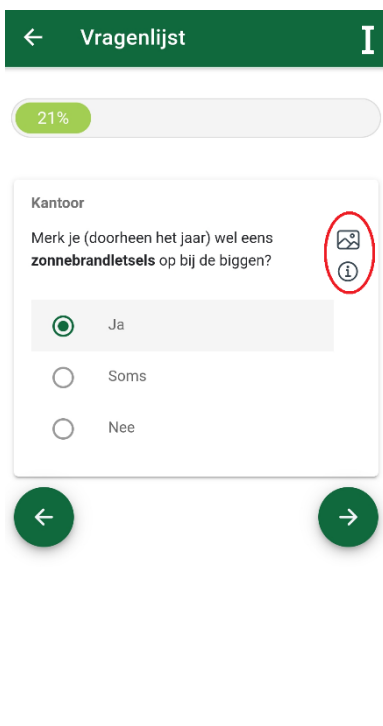 Vragenlijst
21%
Kantoor
Merk je (doorheen het jaar) wel eens
zonnebrandletsels op bij de biggen?
Ja
Soms
Nee